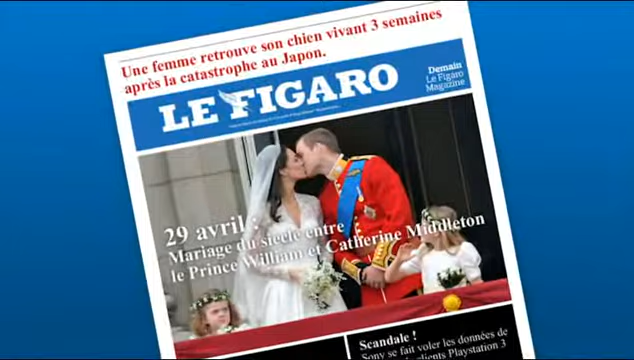 Une femme retrouve son chien vivant 3 semaines
après la catastrophe au Japon.
LE FIGARO
Demain
Le Figaro
Magazine
29 avril :
Mariage du siècle entre
le Prince William et Catherine Middleton
Scandale !
Sony se fait voler les données de
clients Playstation 3